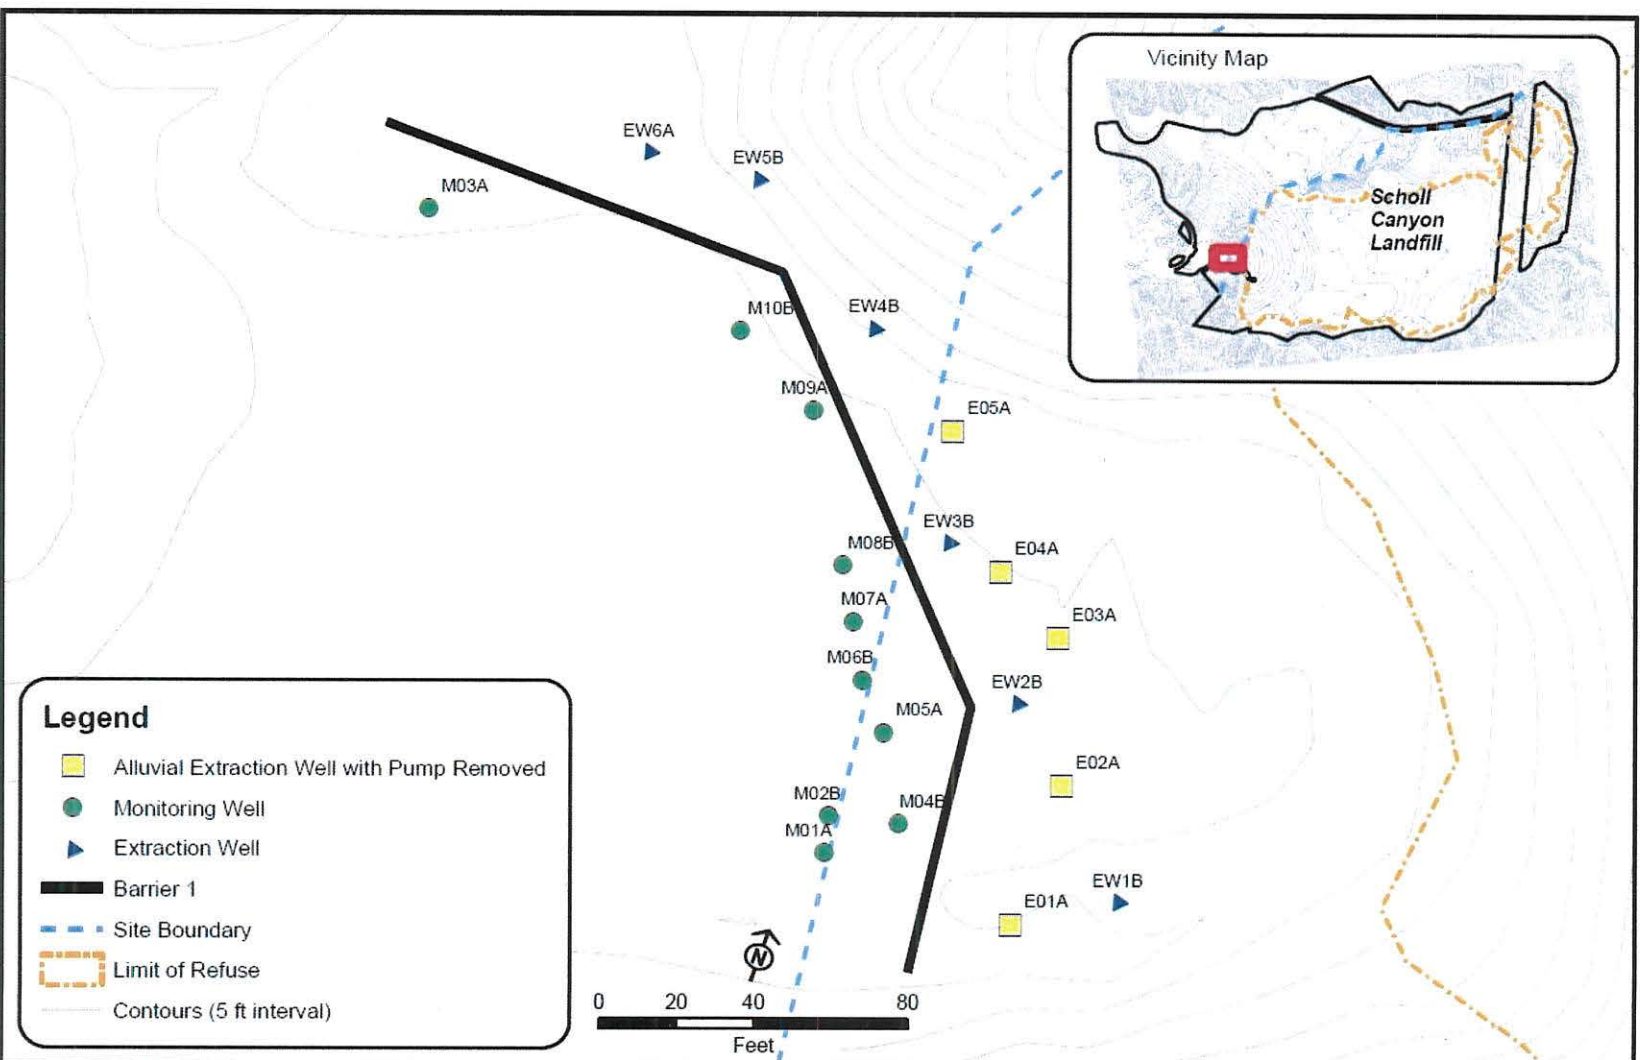 Vicinity Map
Scholl
Canyon
Landfill
EW6A
EW5B
M03A
M10B
EW4B
M09A
E05A
EW3B
M08B
E04A
M07A
E03A
M06B
EW2B
M05A
E02A
M02B
M04B
M01A
EW1B
E01A
N
0 20 40 80
Feet
Legend
Alluvial Extraction Well with Pump Removed
Monitoring Well
Extraction Well
Barrier 1
Site Boundary
Limit of Refuse
Contours (5 ft interval)